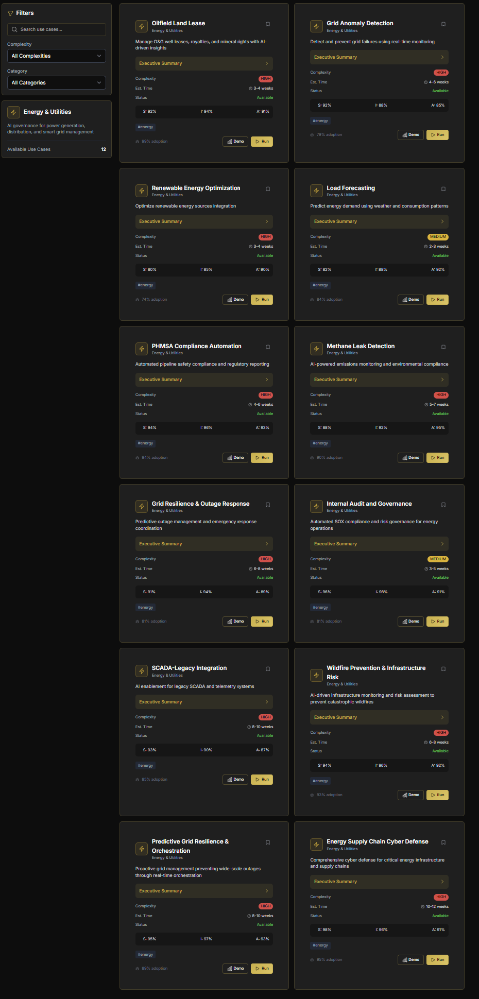 Filters
Search use cases...
Complexity
All Complexities
Category
All Categories
Energy & Utilities
AI governance for power generation,
distribution, and smart grid management
Available Use Cases 12
Oilfield Land Lease
Energy & Utilities
Manage O&G well leases, royalties, and mineral rights with AI-
driven insights
Executive Summary
Complexity HIGH
Est. Time 3-4 weeks
Status Available
S: 92% I: 94% A: 91%
#energy
99% adoption Demo Run
Grid Anomaly Detection
Energy & Utilities
Detect and prevent grid failures using real-time monitoring
Executive Summary
Complexity HIGH
Est. Time 4-6 weeks
Status Available
S: 92% I: 88% A: 85%
#energy
79% adoption Demo Run
Renewable Energy Optimization
Energy & Utilities
Optimize renewable energy sources integration
Executive Summary
Complexity HIGH
Est. Time 3-4 weeks
Status Available
S: 80% I: 85% A: 90%
#energy
74% adoption Demo Run
Load Forecasting
Energy & Utilities
Predict energy demand using weather and consumption patterns
Executive Summary
Complexity MEDIUM
Est. Time 2-3 weeks
Status Available
S: 82% I: 88% A: 92%
#energy
84% adoption Demo Run
PHMSA Compliance Automation
Energy & Utilities
Automated pipeline safety compliance and regulatory reporting
Executive Summary
Complexity HIGH
Est. Time 4-6 weeks
Status Available
S: 94% I: 96% A: 93%
#energy
94% adoption Demo Run
Methane Leak Detection
Energy & Utilities
AI-powered emissions monitoring and environmental compliance
Executive Summary
Complexity HIGH
Est. Time 5-7 weeks
Status Available
S: 88% I: 92% A: 95%
#energy
90% adoption Demo Run
Grid Resilience & Outage Response
Energy & Utilities
Predictive outage management and emergency response
coordination
Executive Summary
Complexity HIGH
Est. Time 6-8 weeks
Status Available
S: 91% I: 94% A: 89%
#energy
81% adoption Demo Run
Internal Audit and Governance
Energy & Utilities
Automated SOX compliance and risk governance for energy
operations
Executive Summary
Complexity MEDIUM
Est. Time 3-5 weeks
Status Available
S: 96% I: 98% A: 91%
#energy
81% adoption Demo Run
SCADA-Legacy Integration
Energy & Utilities
AI enablement for legacy SCADA and telemetry systems
Executive Summary
Complexity HIGH
Est. Time 8-10 weeks
Status Available
S: 93% I: 90% A: 87%
#energy
85% adoption Demo Run
Wildfire Prevention & Infrastructure
Risk
Energy & Utilities
AI-driven infrastructure monitoring and risk assessment to
prevent catastrophic wildfires
Executive Summary
Complexity HIGH
Est. Time 6-8 weeks
Status Available
S: 94% I: 96% A: 92%
#energy
93% adoption Demo Run
Predictive Grid Resilience &
Orchestration
Energy & Utilities
Proactive grid management preventing wide-scale outages
through real-time orchestration
Executive Summary
Complexity HIGH
Est. Time 8-10 weeks
Status Available
S: 95% I: 97% A: 93%
#energy
89% adoption Demo Run
Energy Supply Chain Cyber Defense
Energy & Utilities
Comprehensive cyber defense for critical energy infrastructure
and supply chains
Executive Summary
Complexity HIGH
Est. Time 10-12 weeks
Status Available
S: 98% I: 96% A: 91%
#energy
95% adoption Demo Run